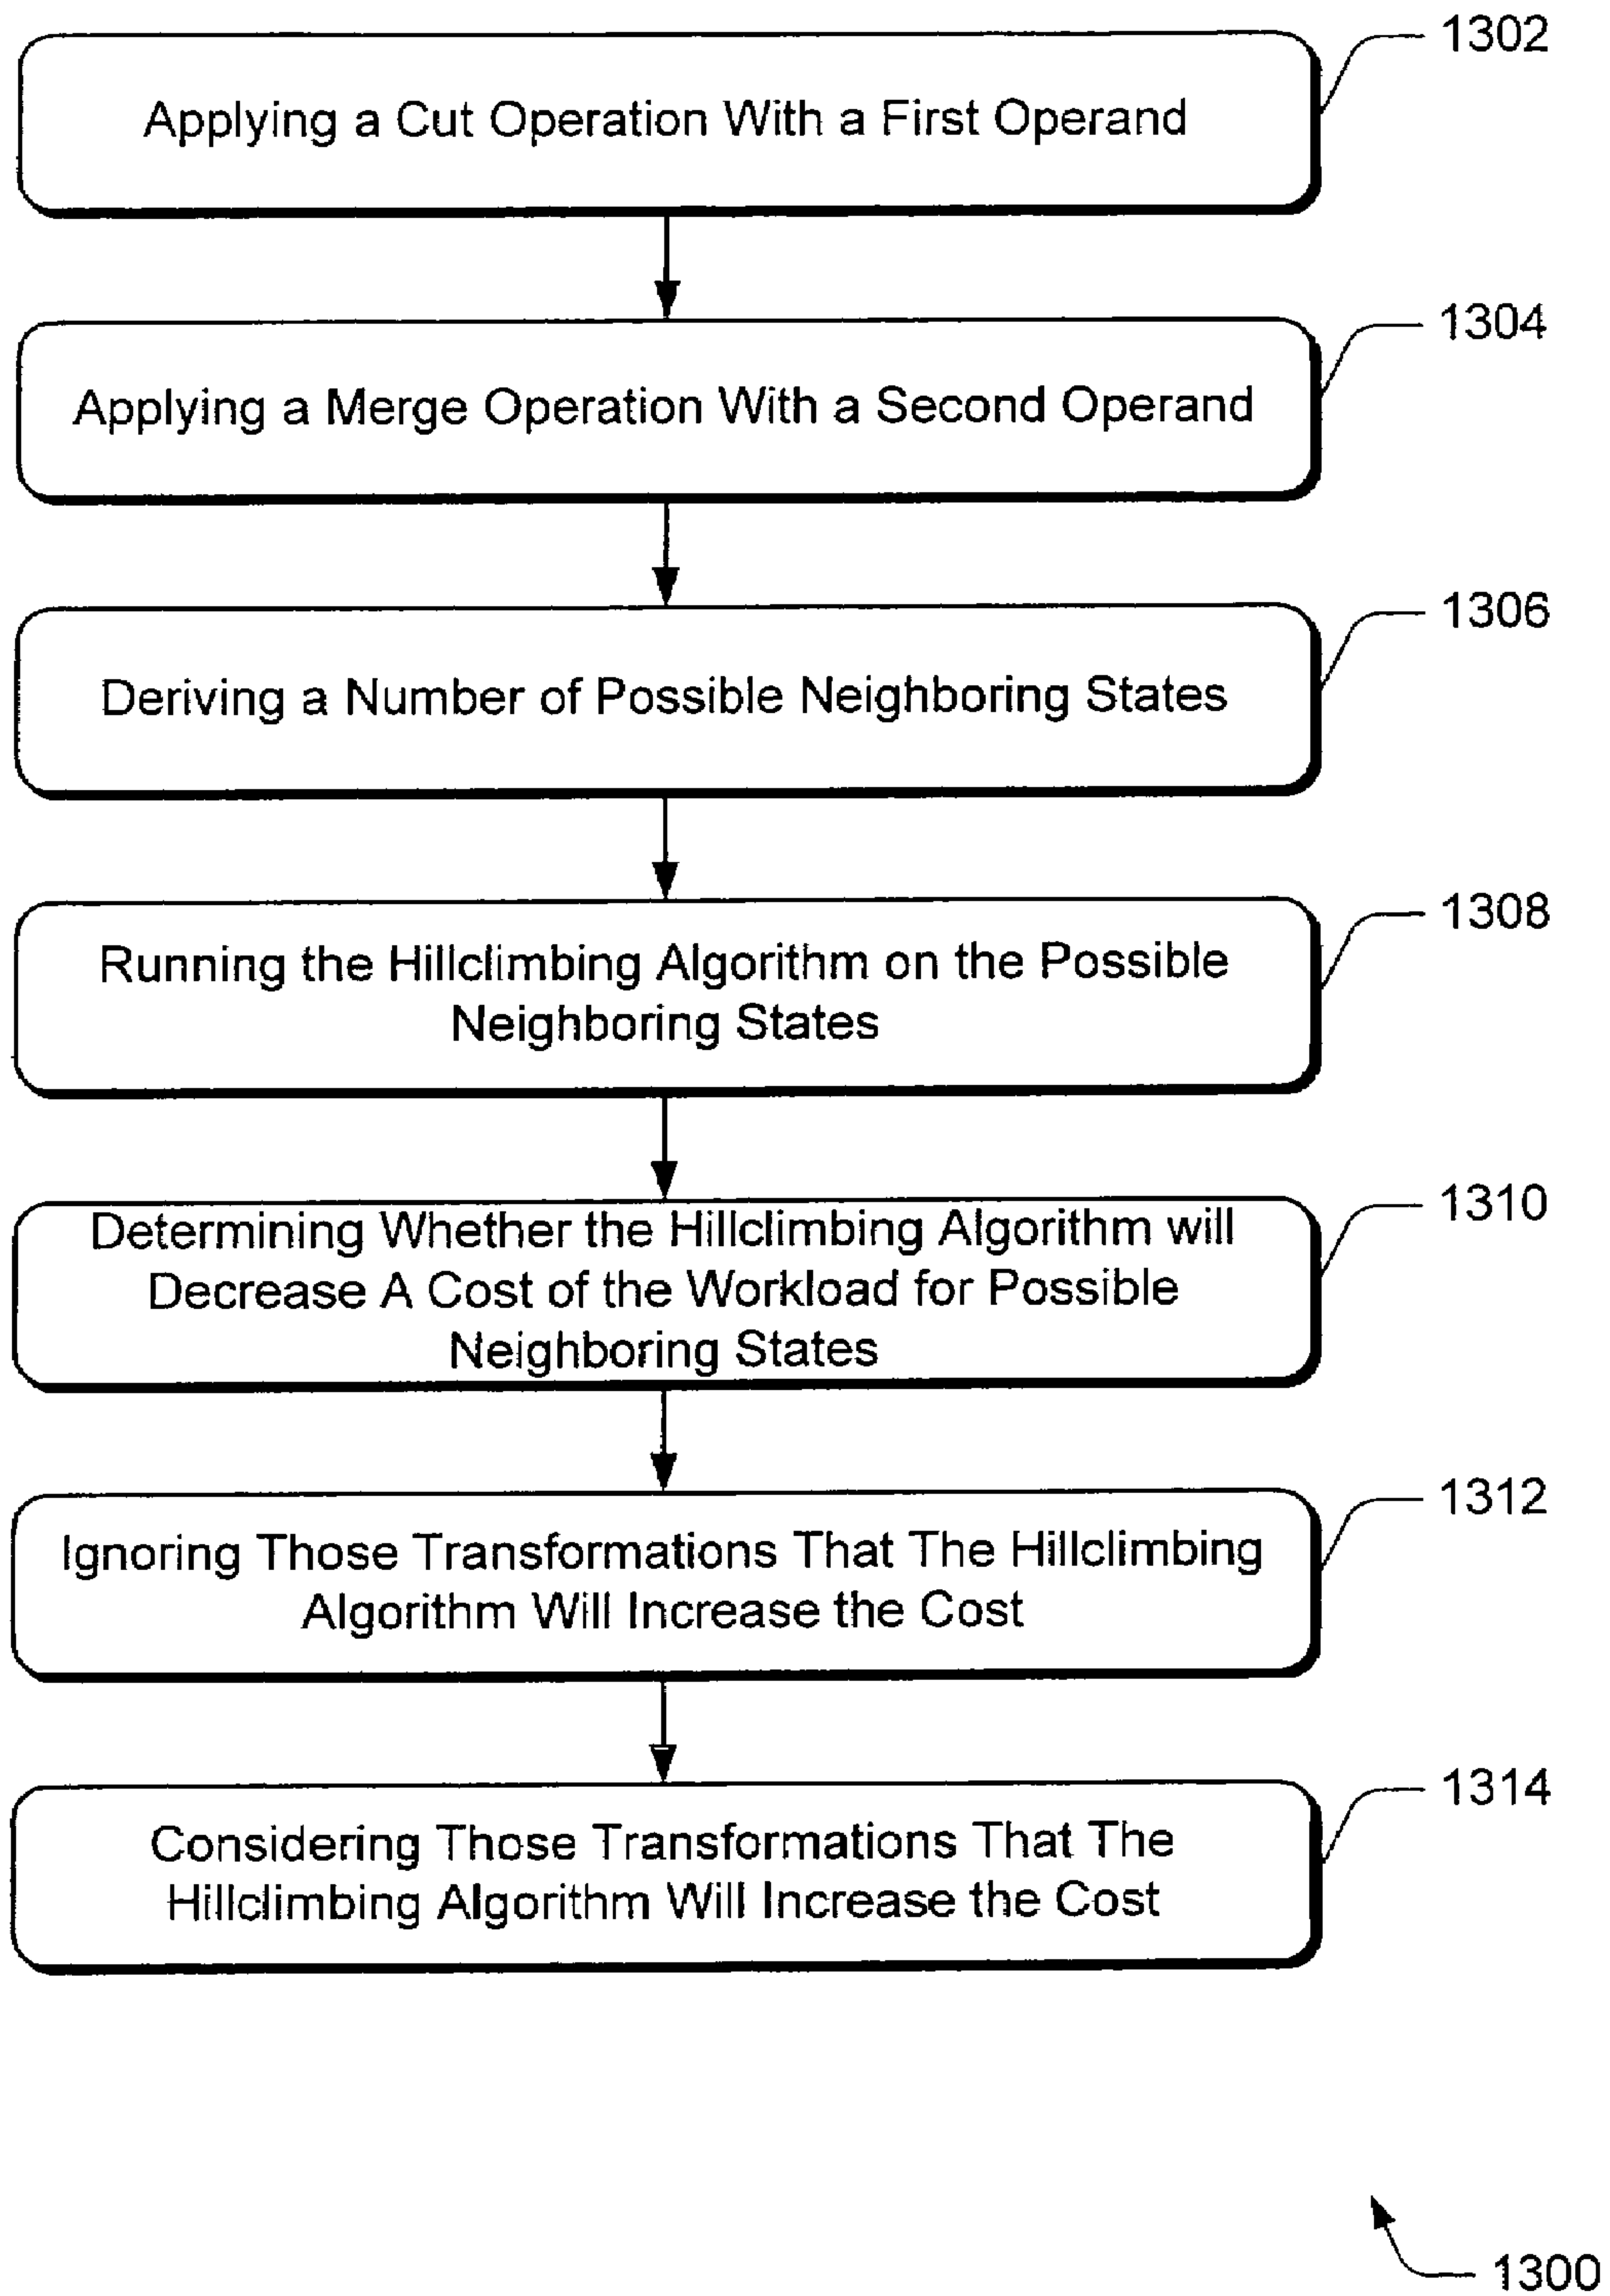 1302
Applying a Cut Operation With a First Operand
1304
Applying a Merge Operation With a Second Operand
1306
Deriving a Number of Possible Neighboring States
1308
Running the Hillclimbing Algorithm on the Possible
Neighboring States
1310
Determining Whether the Hillclimbing Algorithm will
Decrease A Cost of the Workload for Possible
Neighboring States
1312
Ignoring Those Transformations That The Hillclimbing
Algorithm Will Increase the Cost
1314
Considering Those Transformations That The
Hillclimbing Algorithm Will Increase the Cost
1300